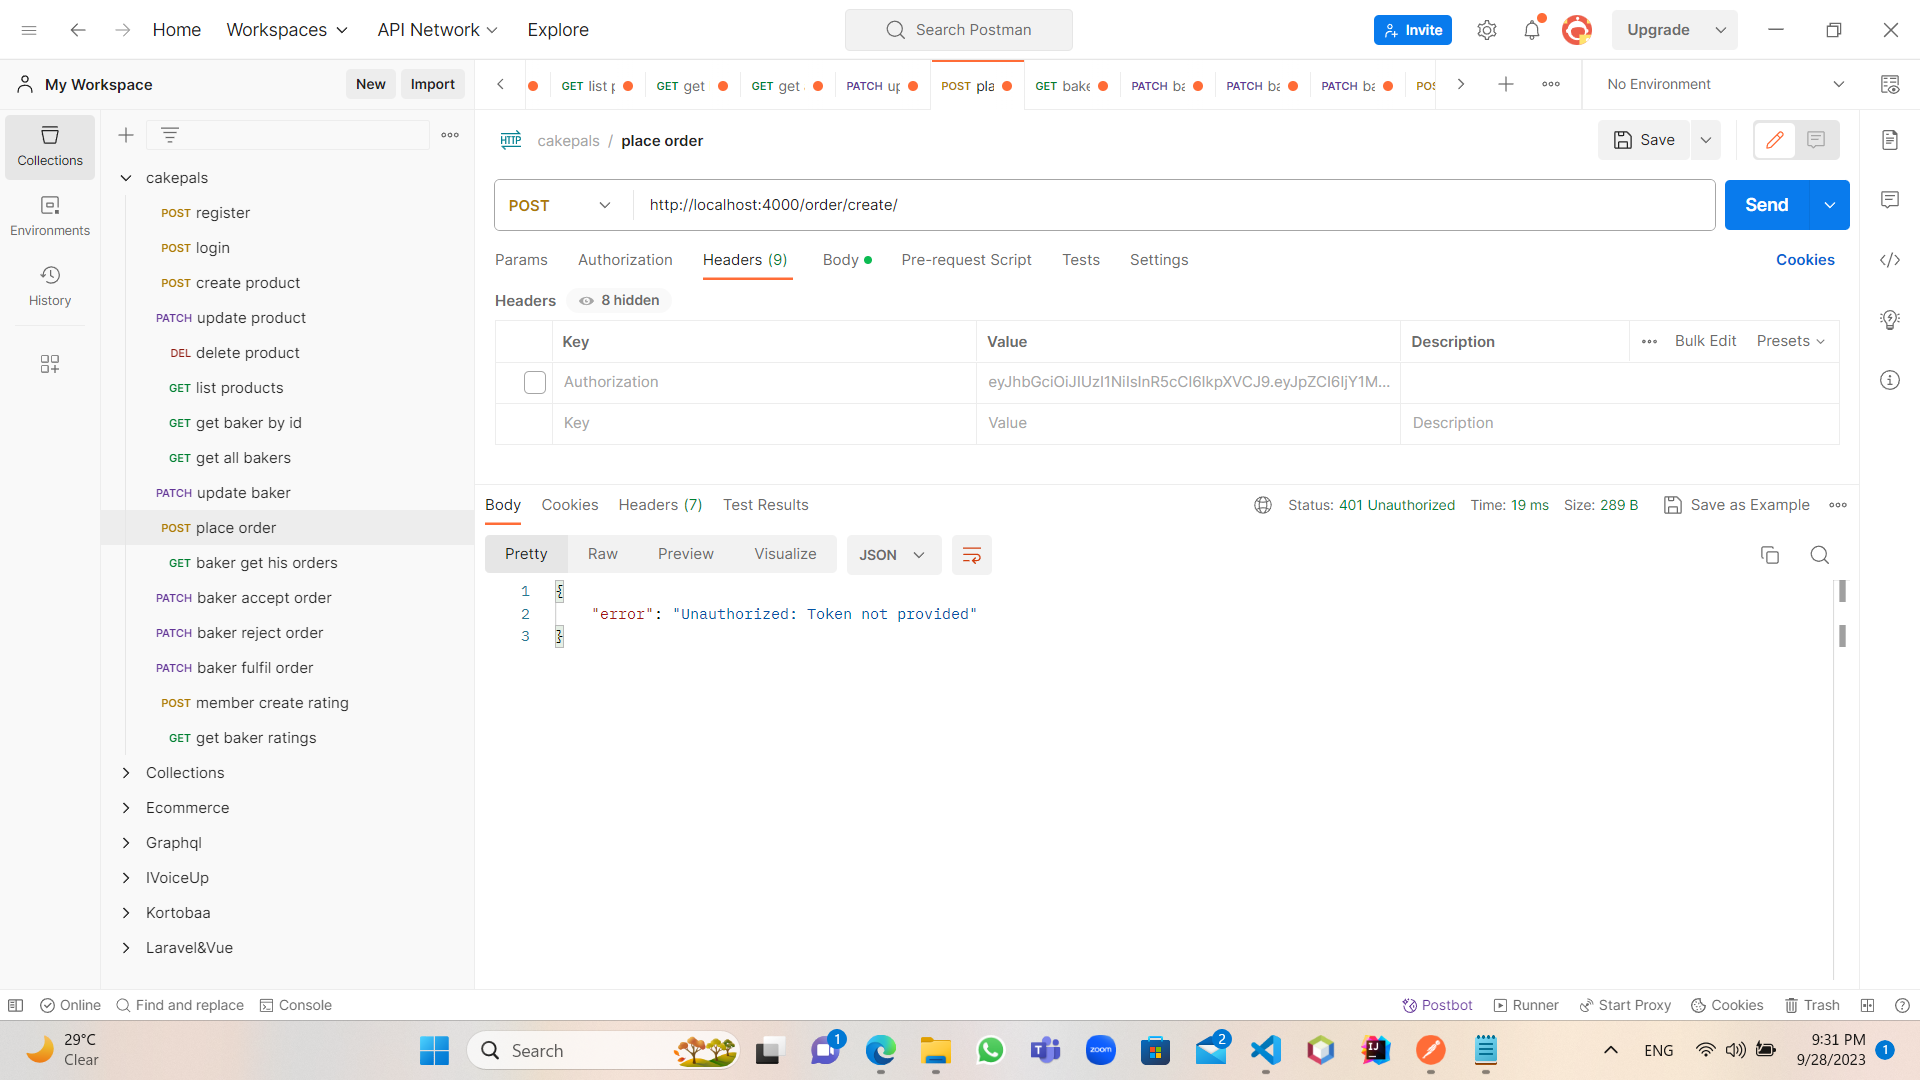 Home
Workspaces
API Network
Explore
Search Postman
Invite
Upgrade
My Workspace
New
Import
GET list p
GET get
GET get
PATCH up
POST pla
GET bake
PATCH ba
PATCH ba
PATCH ba
POS
No Environment
Collections
Environments
History
cakepals
POST register
POST login
POST create product
PATCH update product
DEL delete product
GET list products
GET get baker by id
GET get all bakers
PATCH update baker
POST place order
GET baker get his orders
PATCH baker accept order
PATCH baker reject order
PATCH baker fulfil order
POST member create rating
GET get baker ratings
Collections
Ecommerce
Graphql
IVoiceUp
Kortobaa
Laravel&Vue
HTTP cakepals / place order
Save
POST
http://localhost:4000/order/create/
Send
Params
Authorization
Headers (9)
Body
Pre-request Script
Tests
Settings
Cookies
Headers
8 hidden
Key
Value
Description
Bulk Edit
Presets
Authorization
eyJhbGciOiJIUzI1NiIsInR5cCI6IkpXVCJ9.eyJpZCI6IjY1M...
Key
Value
Description
Body
Cookies
Headers (7)
Test Results
Status: 401 Unauthorized
Time: 19 ms
Size: 289 B
Save as Example
Pretty
Raw
Preview
Visualize
JSON
1 {
2 "error": "Unauthorized: Token not provided"
3 }
Online
Find and replace
Console
Postbot
Runner
Start Proxy
Cookies
Trash
29°C
Clear
Search
1
zoom
2
IJ
ENG
9:31 PM
9/28/2023
1